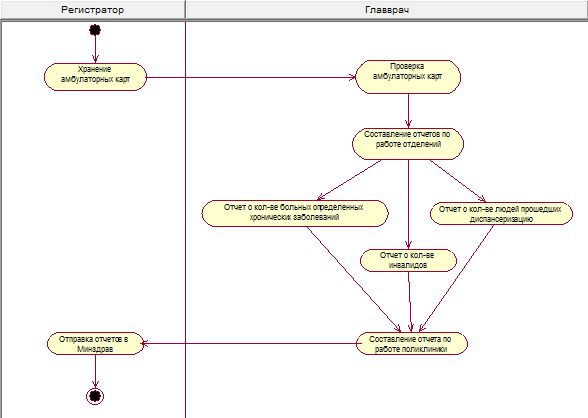 Регистратор
Главврач
Хранение
амбулаторных карт
Проверка
амбулаторных карт
Составление отчетов по
работе отделений
Отчет о кол-ве больных определенных
хронических заболеваний
Отчет о кол-ве людей прошедших
диспансеризацию
Отчет о кол-ве
инвалидов
Отправка отчетов в
Минздрав
Составление отчета по
работе поликлиники